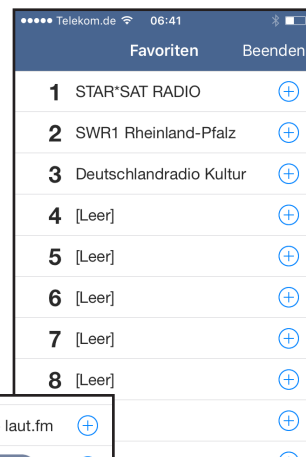 ●●●●● Telekom.de 06:41
Favoriten Beenden
1 STAR*SAT RADIO
2 SWR1 Rheinland-Pfalz
3 Deutschlandradio Kultur
4 [Leer]
5 [Leer]
6 [Leer]
7 [Leer]
8 [Leer]
laut.fm